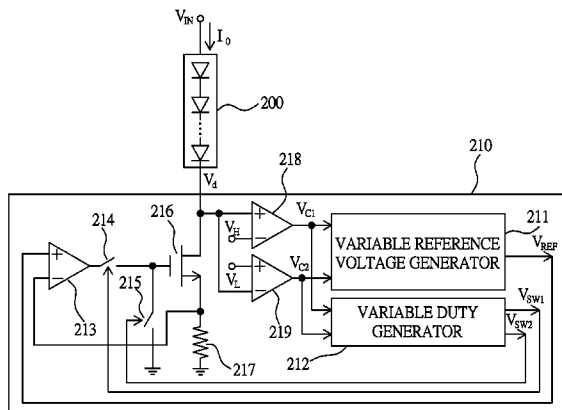 V_IN
I_0
200
V_d
210
218
214
216
V_H
V_C1
211
VARIABLE REFERENCE
VOLTAGE GENERATOR
V_REF
213
215
V_L
V_C2
219
VARIABLE DUTY
GENERATOR
V_SW1
V_SW2
217
212